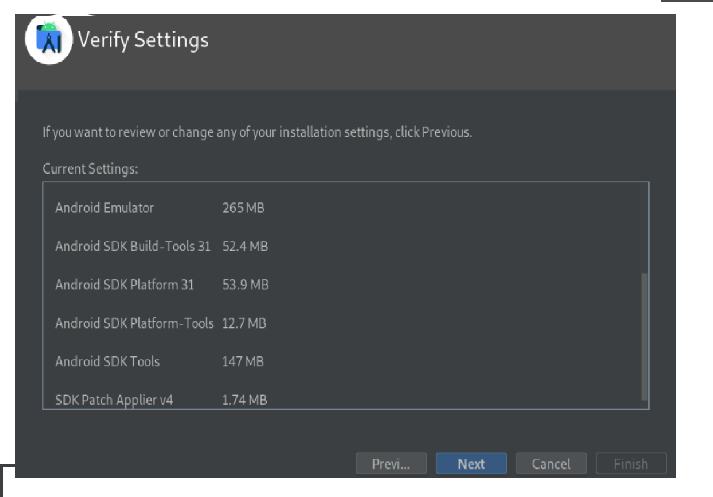 Verify Settings
If you want to review or change any of your installation settings, click Previous.
Current Settings:
Android Emulator 265 MB
Android SDK Build-Tools 31 52.4 MB
Android SDK Platform 31 53.9 MB
Android SDK Platform-Tools 12.7 MB
Android SDK Tools 147 MB
SDK Patch Applier v4 1.74 MB
Previ... Next Cancel Finish